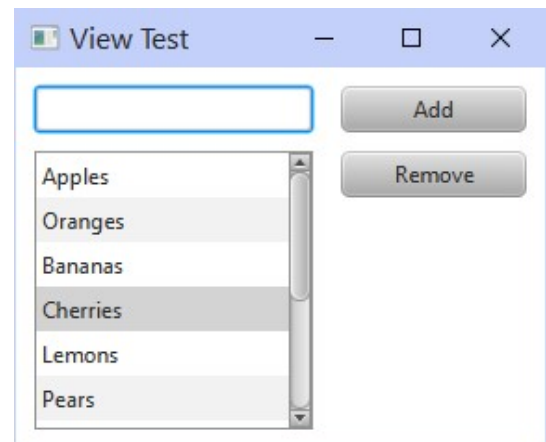 View Test
Add
Apples
Remove
Oranges
Bananas
Cherries
Lemons
Pears